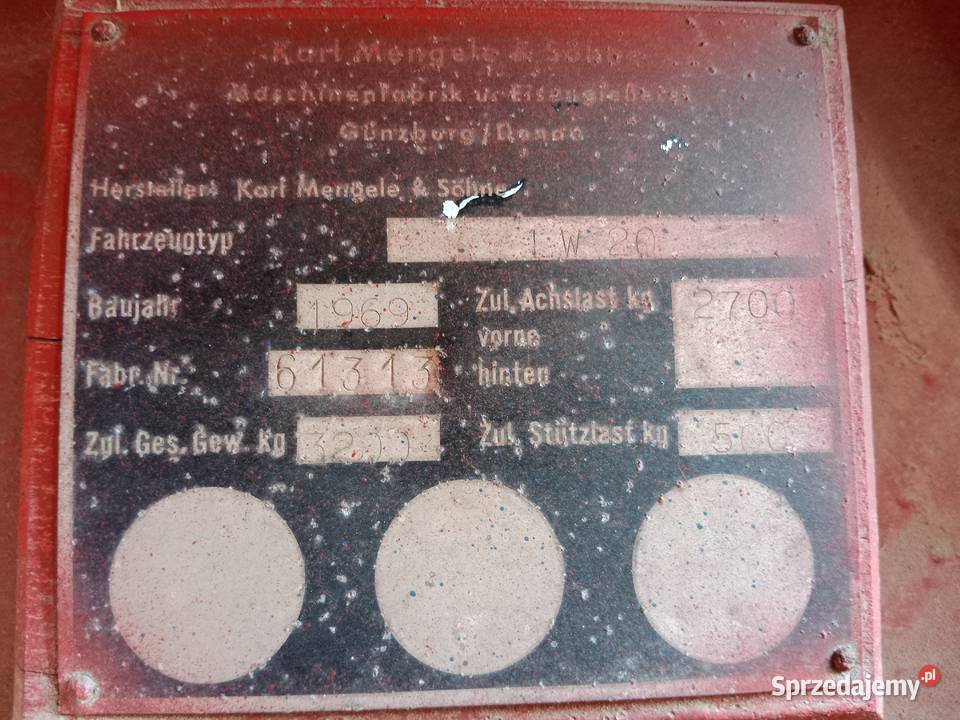 Karl Mengele & Söhne
Maschinenfabrik u. Eisengießerei
Günzburg/Donau
Hersteller: Karl Mengele & Söhne
Fahrzeugtyp LW 20
Baujahr 1969 Zul. Achslast kg 2700
vorne
Fabr. Nr. 61313 hinten
Zul. Ges. Gew. kg 3200 Zul. Stützlast kg 500
Sprzedajemy.pl